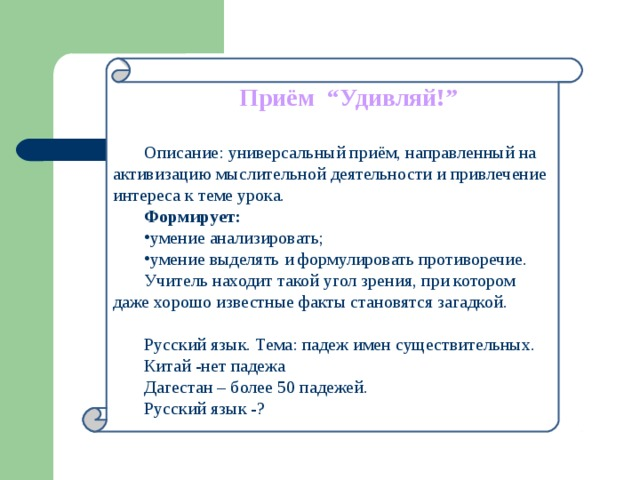 Приём “Удивляй!”
Описание: универсальный приём, направленный на
активизацию мыслительной деятельности и привлечение
интереса к теме урока.
Формирует:
•умение анализировать;
•умение выделять и формулировать противоречие.
Учитель находит такой угол зрения, при котором
даже хорошо известные факты становятся загадкой.
Русский язык. Тема: падеж имен существительных.
Китай -нет падежа
Дагестан – более 50 падежей.
Русский язык -?